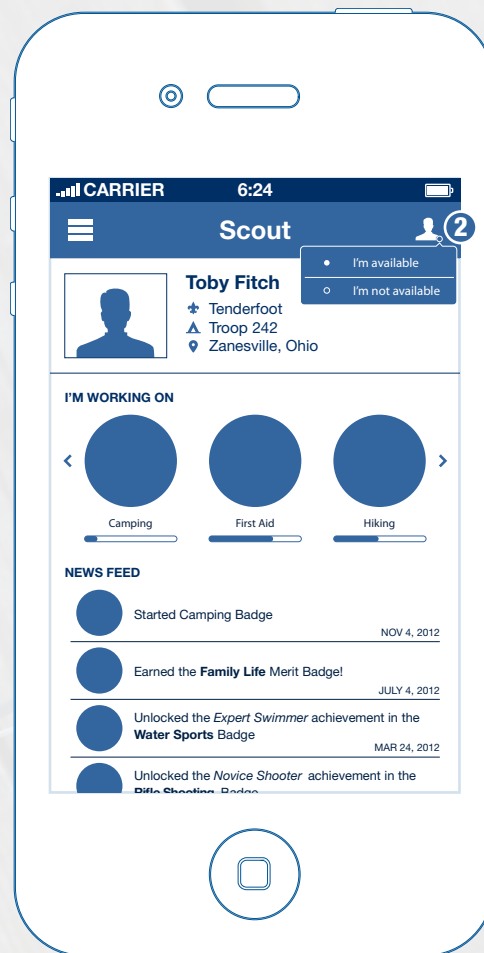 CARRIER 6:24
Scout 2
I'm available
I'm not available
Toby Fitch
Tenderfoot
Troop 242
Zanesville, Ohio
I'M WORKING ON
Camping First Aid Hiking
NEWS FEED
Started Camping Badge
NOV 4, 2012
Earned the Family Life Merit Badge!
JULY 4, 2012
Unlocked the Expert Swimmer achievement in the
Water Sports Badge
MAR 24, 2012
Unlocked the Novice Shooter achievement in the
Rifle Shooting Badge